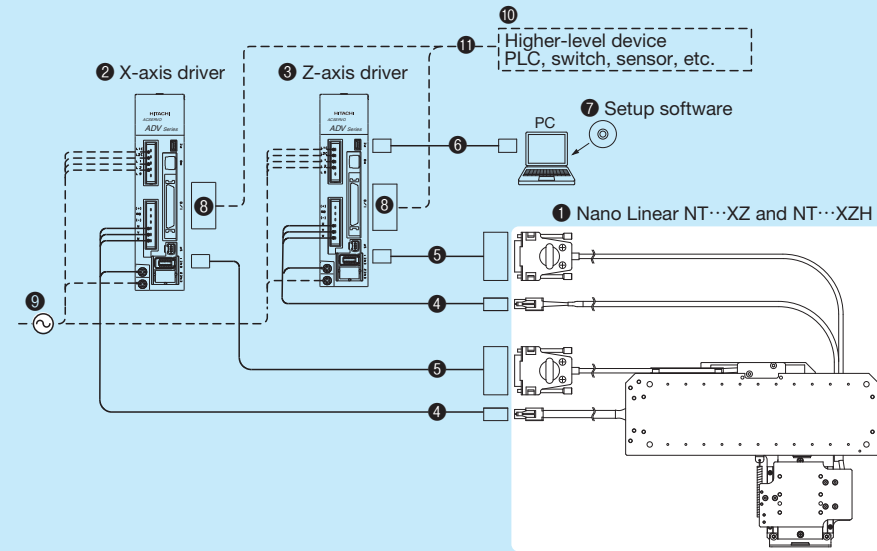 ❿
Higher-level device
PLC, switch, sensor, etc.
⓫
❷ X-axis driver
❸ Z-axis driver
❼ Setup software
PC
❻
HITACHI
ACSERVO
ADV Series
HITACHI
ACSERVO
ADV Series
❽
❽
❶ Nano Linear NT⋯XZ and NT⋯XZH
❺
❹
❾
❺
❹